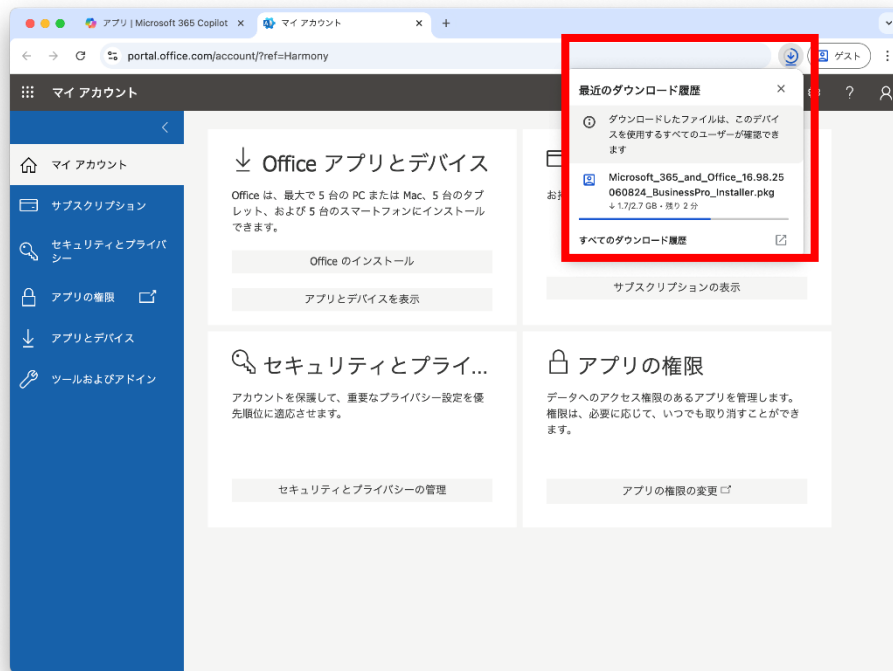 アプリ | Microsoft 365 Copilot
マイ アカウント
portal.office.com/account/?ref=Harmony
ゲスト
マイ アカウント
?
最近のダウンロード履歴
ダウンロードしたファイルは、このデバイ
スを使用するすべてのユーザーが確認でき
ます
Microsoft_365_and_Office_16.98.25
060824_BusinessPro_Installer.pkg
↓ 1.7/2.7 GB・残り 2 分
すべてのダウンロード履歴
マイ アカウント
サブスクリプション
セキュリティとプライバ
シー
アプリの権限
アプリとデバイス
ツールおよびアドイン
Office アプリとデバイス
Office は、最大で 5 台の PC または Mac、5 台のタブ
レット、および 5 台のスマートフォンにインストール
できます。
Office のインストール
アプリとデバイスを表示
サブスクリプションの表示
セキュリティとプライ...
アカウントを保護して、重要なプライバシー設定を優
先順位に適応させます。
セキュリティとプライバシーの管理
アプリの権限
データへのアクセス権限のあるアプリを管理します。
権限は、必要に応じて、いつでも取り消すことができ
ます。
アプリの権限の変更